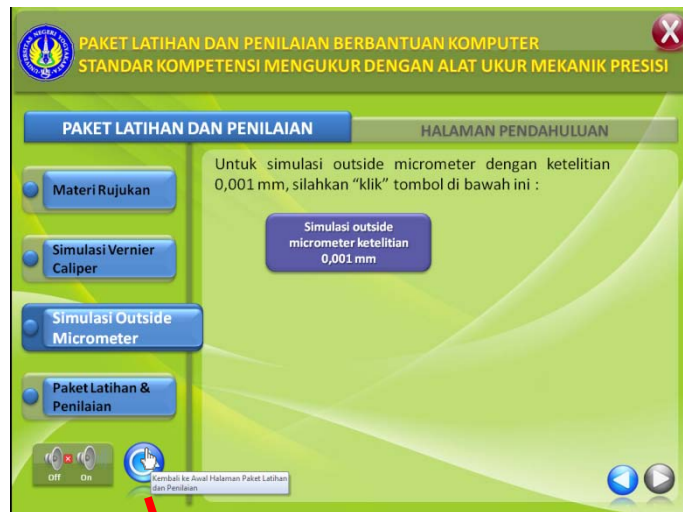 PAKET LATIHAN DAN PENILAIAN BERBANTUAN KOMPUTER
STANDAR KOMPETENSI MENGUKUR DENGAN ALAT UKUR MEKANIK PRESISI
PAKET LATIHAN DAN PENILAIAN
HALAMAN PENDAHULUAN
Materi Rujukan
Simulasi Vernier
Caliper
Simulasi Outside
Micrometer
Paket Latihan &
Penilaian
Untuk simulasi outside micrometer dengan ketelitian
0,001 mm, silahkan “klik” tombol di bawah ini :
Simulasi outside
micrometer ketelitian
0,001 mm
Off On
Kembali ke Awal Halaman Paket Latihan
dan Penilaian